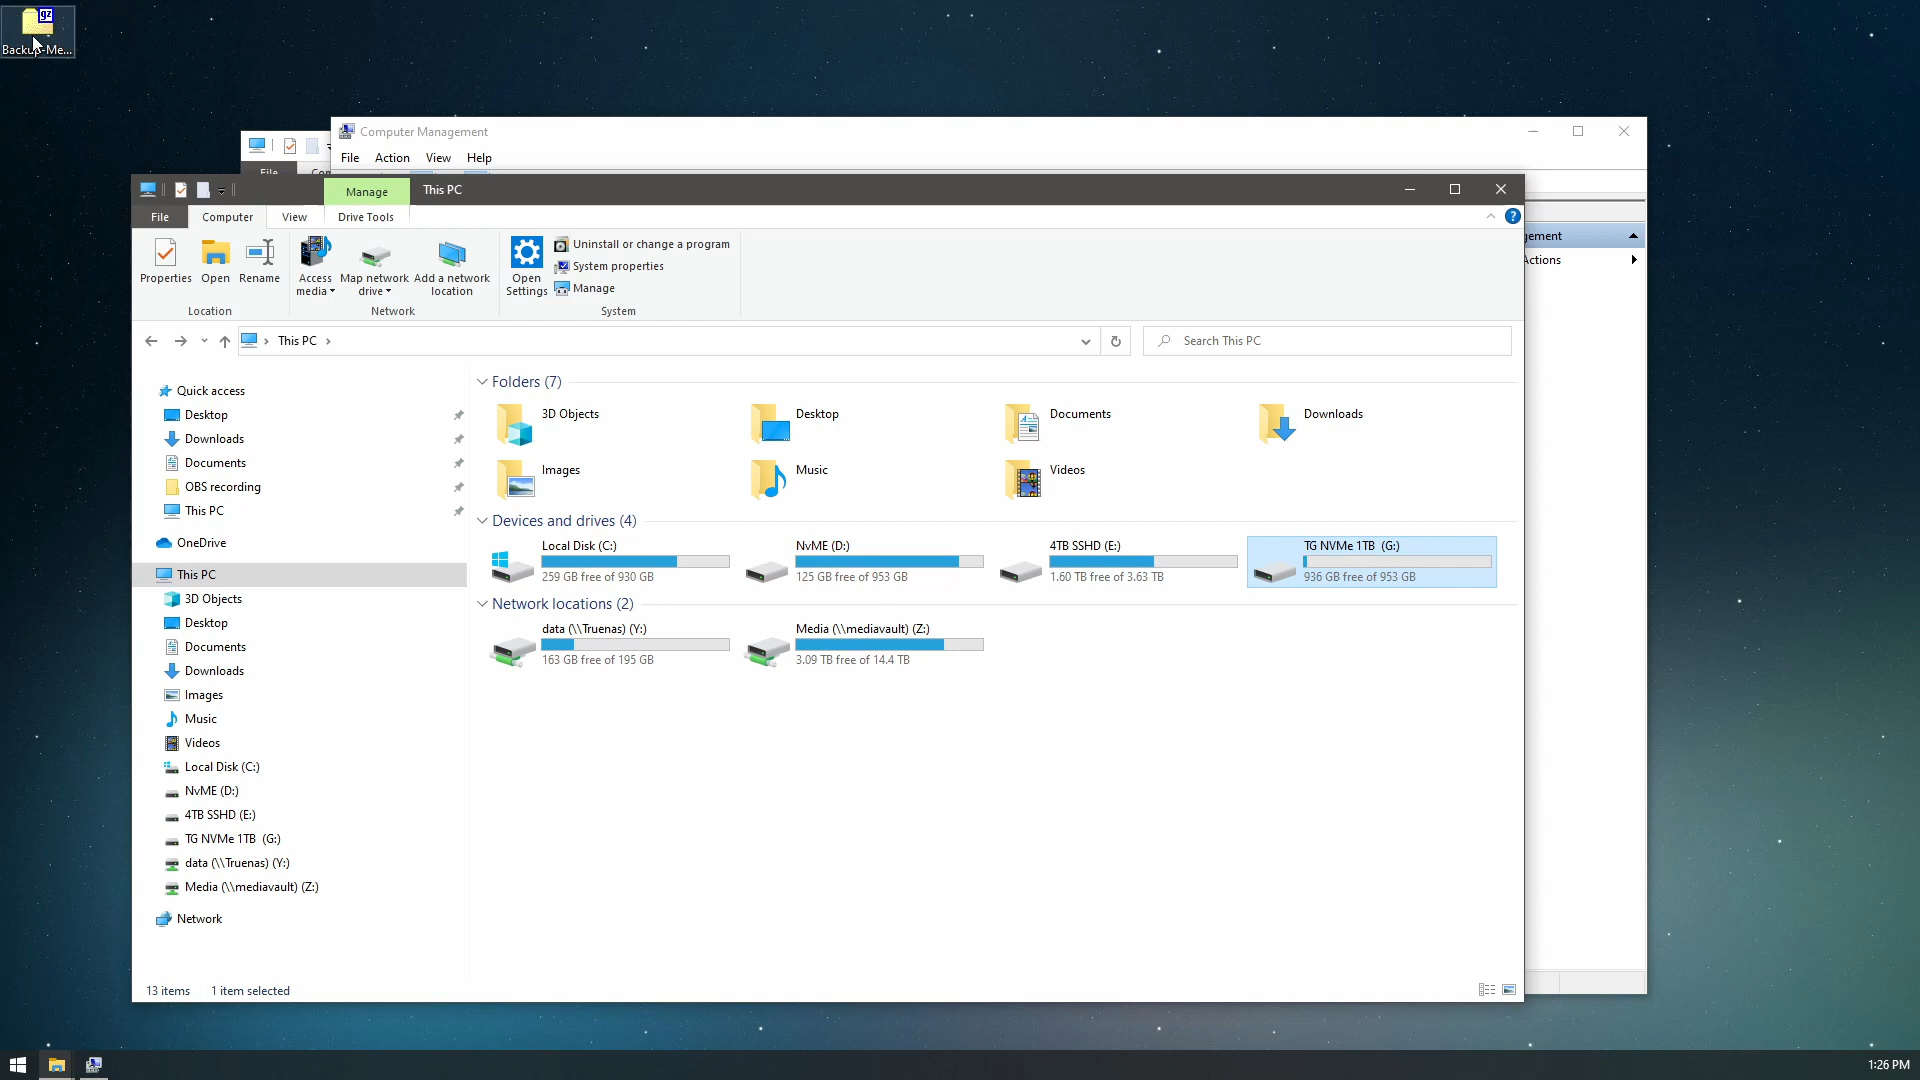 gz
Backup-Me...
Computer Management
File Action View Help
File
Manage This PC
File Computer View Drive Tools
Properties Open Rename
Access media
Map network drive
Add a network location
Open Settings
Uninstall or change a program
System properties
Manage
Location Network System
This PC
Search This PC
Actions
Quick access
Desktop
Downloads
Documents
OBS recording
This PC
OneDrive
This PC
3D Objects
Desktop
Documents
Downloads
Images
Music
Videos
Local Disk (C:)
NvME (D:)
4TB SSHD (E:)
TG NVMe 1TB (G:)
data (\\Truenas) (Y:)
Media (\\mediavault) (Z:)
Network
Folders (7)
3D Objects Desktop Documents Downloads
Images Music Videos
Devices and drives (4)
Local Disk (C:)
259 GB free of 930 GB
NvME (D:)
125 GB free of 953 GB
4TB SSHD (E:)
1.60 TB free of 3.63 TB
TG NVMe 1TB (G:)
936 GB free of 953 GB
Network locations (2)
data (\\Truenas) (Y:)
163 GB free of 195 GB
Media (\\mediavault) (Z:)
3.09 TB free of 14.4 TB
13 items 1 item selected
1:26 PM